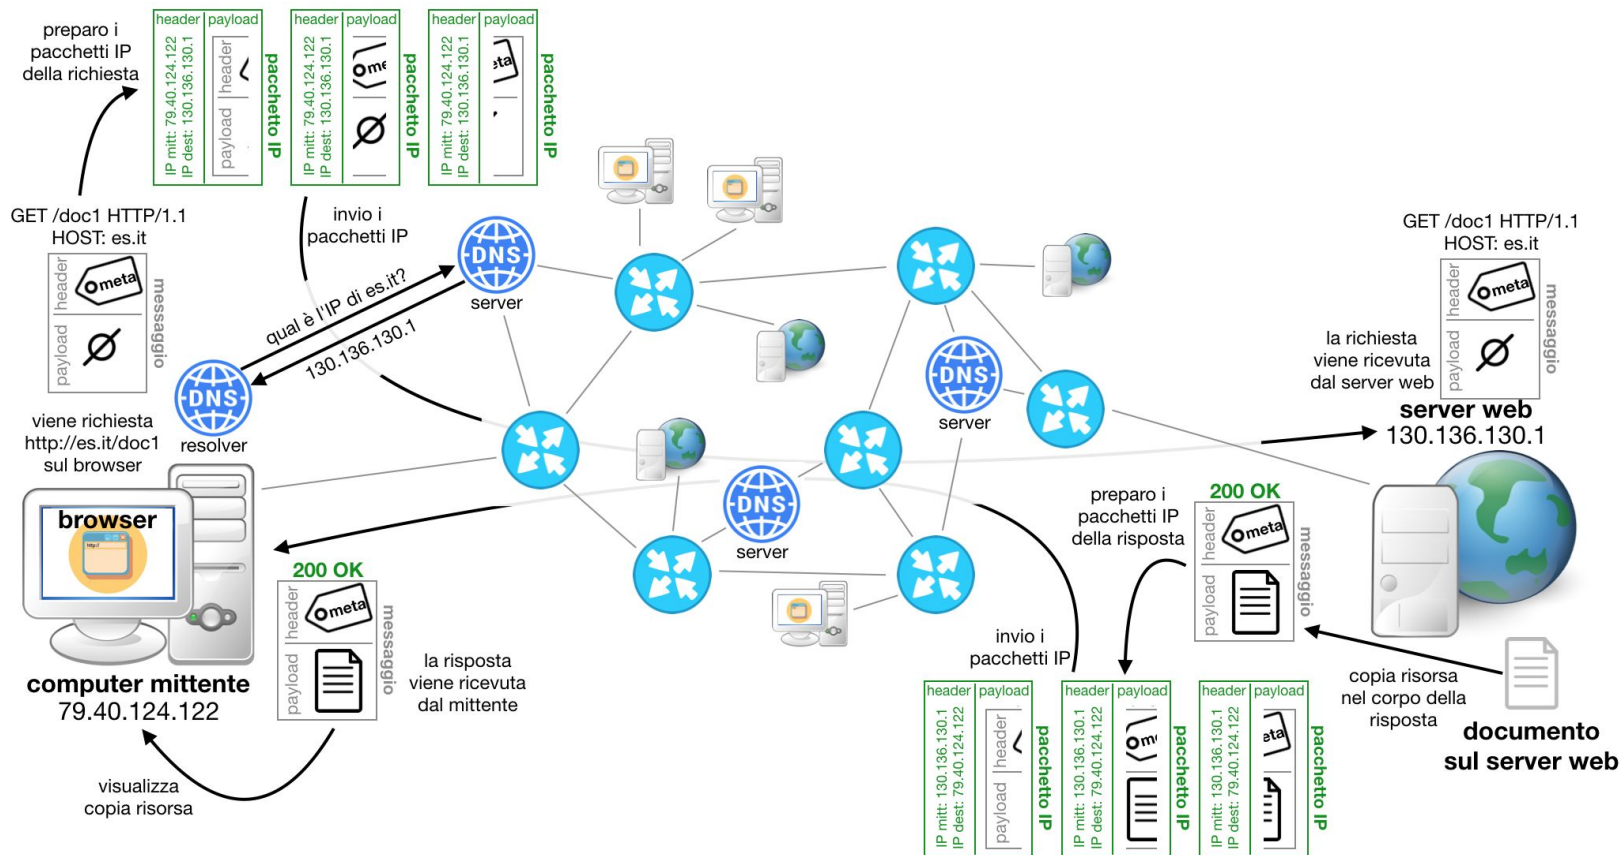 preparo i
pacchetti IP
della richiesta
header payload
IP mitt: 79.40.124.122
IP dest: 130.136.130.1
header
payload
pacchetto IP
header payload
IP mitt: 79.40.124.122
IP dest: 130.136.130.1
ome
pacchetto IP
header payload
IP mitt: 79.40.124.122
IP dest: 130.136.130.1
eta
pacchetto IP
GET /doc1 HTTP/1.1
HOST: es.it
header
meta
payload
messaggio
invio i
pacchetti IP
DNS
server
qual è l'IP di es.it?
130.136.130.1
DNS
resolver
viene richiesta
http://es.it/doc1
sul browser
browser
computer mittente
79.40.124.122
200 OK
header
meta
payload
messaggio
la risposta
viene ricevuta
dal mittente
visualizza
copia risorsa
DNS
server
DNS
server
GET /doc1 HTTP/1.1
HOST: es.it
header
meta
payload
messaggio
la richiesta
viene ricevuta
dal server web
server web
130.136.130.1
preparo i
pacchetti IP
della risposta
200 OK
header
meta
payload
messaggio
copia risorsa
nel corpo della
risposta
documento
sul server web
invio i
pacchetti IP
header payload
IP mitt: 130.136.130.1
IP dest: 79.40.124.122
header
payload
pacchetto IP
header payload
IP mitt: 130.136.130.1
IP dest: 79.40.124.122
om
pacchetto IP
header payload
IP mitt: 130.136.130.1
IP dest: 79.40.124.122
eta
pacchetto IP